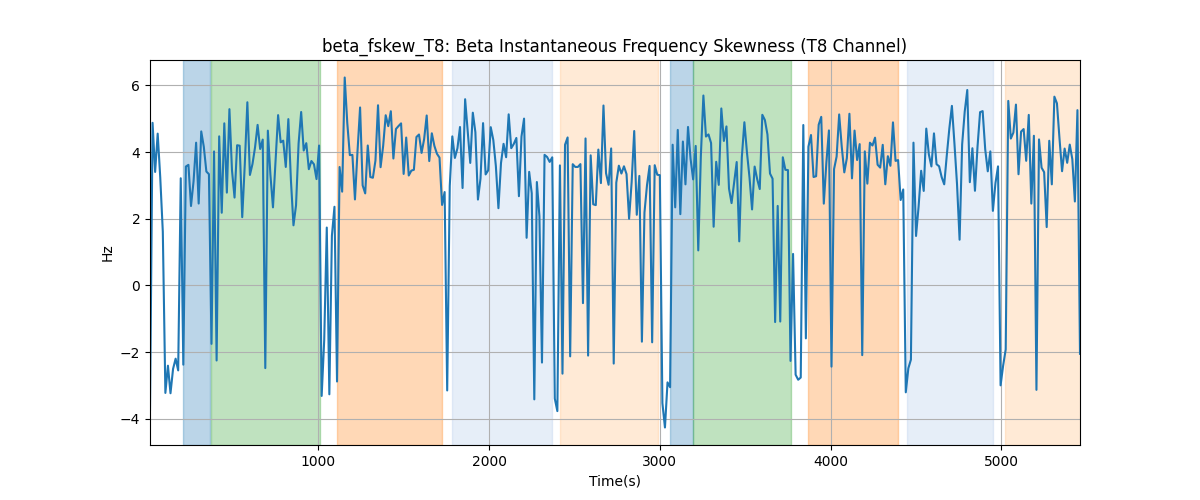 beta_fskew_T8: Beta Instantaneous Frequency Skewness (T8 Channel)
6
4
2
0
−2
−4
Hz
1000 2000 3000 4000 5000
Time(s)